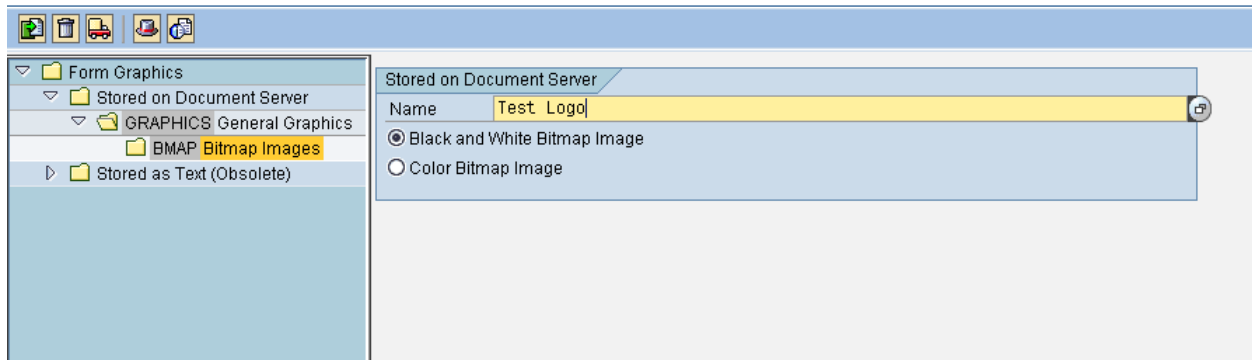 Form Graphics
Stored on Document Server
GRAPHICS General Graphics
BMAP Bitmap Images
Stored as Text (Obsolete)
Stored on Document Server
Name Test Logo
Black and White Bitmap Image
Color Bitmap Image